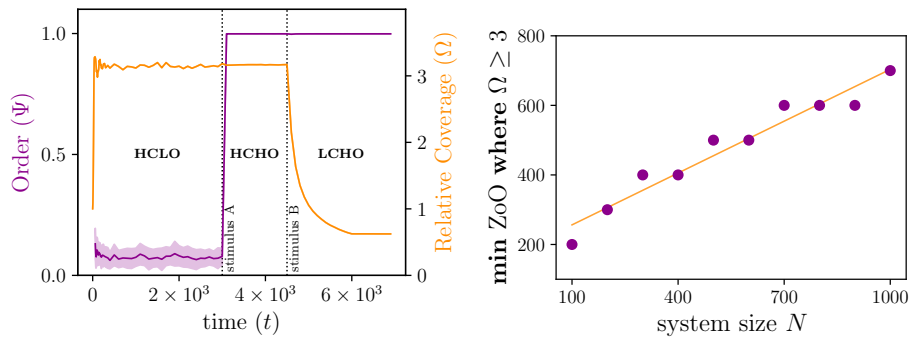 1.0
0.5
0.0
Order (Ψ)
HCLO
HCHO
LCHO
stimulus A
stimulus B
3
2
1
0
Relative Coverage (Ω)
0
2 × 10³
4 × 10³
6 × 10³
time (t)
800
600
400
200
min ZoO where Ω ≥ 3
100
400
700
1000
system size N